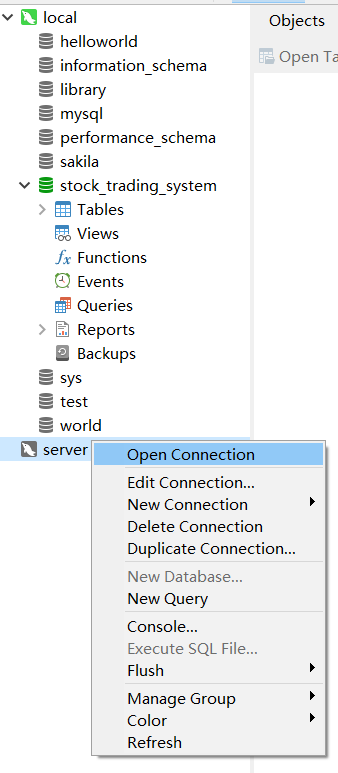 local
Objects
helloworld
information_schema
Open Ta
library
mysql
performance_schema
sakila
stock_trading_system
Tables
Views
Functions
Events
Queries
Reports
Backups
sys
test
world
server
Open Connection
Edit Connection...
New Connection
Delete Connection
Duplicate Connection...
New Database...
New Query
Console...
Execute SQL File...
Flush
Manage Group
Color
Refresh